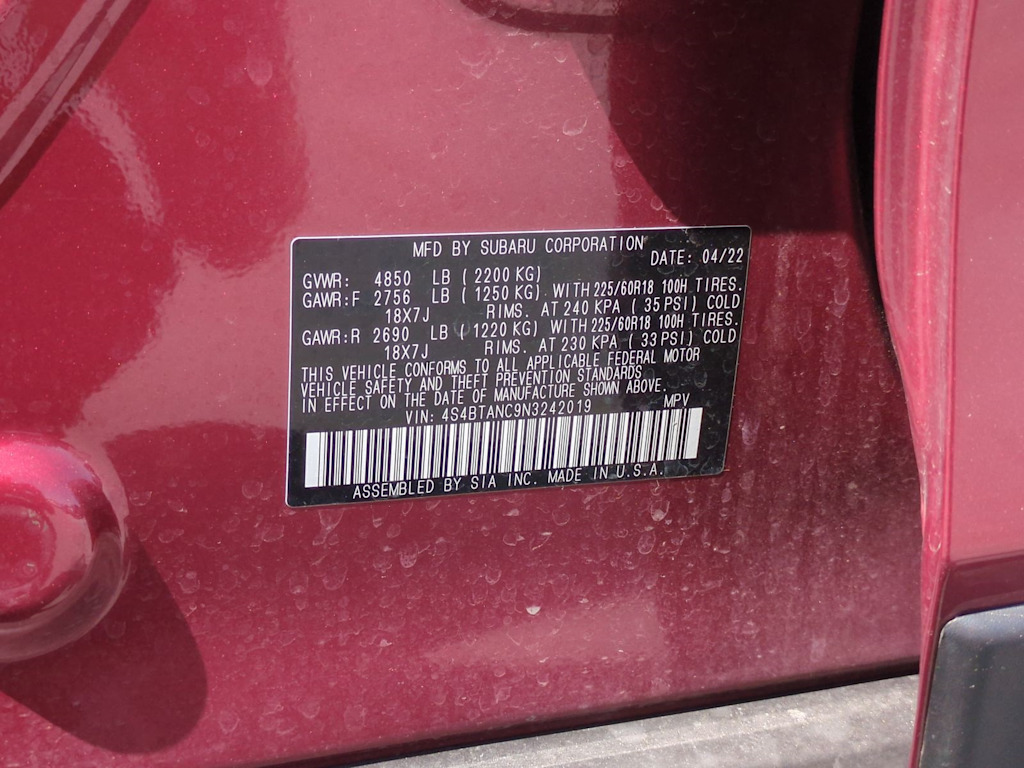 MFD BY SUBARU CORPORATION
DATE: 04/22
GVWR: 4850 LB (2200 KG)
GAWR:F 2756 LB (1250 KG) WITH 225/60R18 100H TIRES.
18X7J RIMS. AT 240 KPA (35 PSI) COLD
GAWR:R 2690 LB (1220 KG) WITH 225/60R18 100H TIRES.
18X7J RIMS. AT 230 KPA (33 PSI) COLD
THIS VEHICLE CONFORMS TO ALL APPLICABLE FEDERAL MOTOR
VEHICLE SAFETY AND THEFT PREVENTION STANDARDS
IN EFFECT ON THE DATE OF MANUFACTURE SHOWN ABOVE.
VIN: 4S4BTANC9N3242019 MPV
ASSEMBLED BY SIA INC. MADE IN U.S.A.